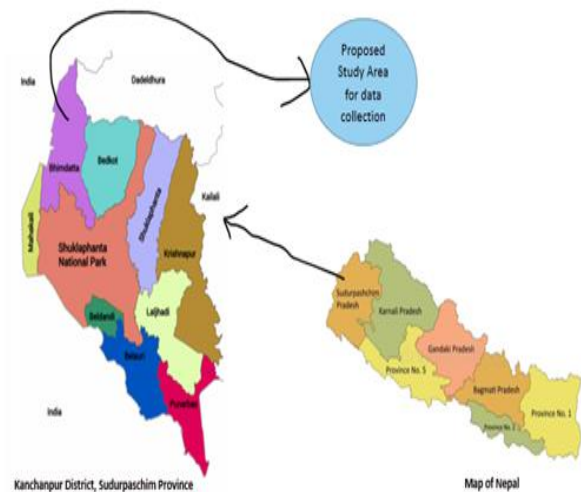 Proposed
Study Area
for data
collection
India
Dadeldhura
Bhimdatta
Bedkot
Kailali
Mahakali
Shuklaphanta
Krishnapur
Shuklaphanta
National Park
Beldandi
Laljhadi
Belauri
Punarbas
India
Kanchanpur District, Sudurpaschim Province
Sudurpashchim
Pradesh
Karnali Pradesh
Gandaki Pradesh
Province No. 5
Bagmati Pradesh
Province No. 1
Province No. 2
Map of Nepal